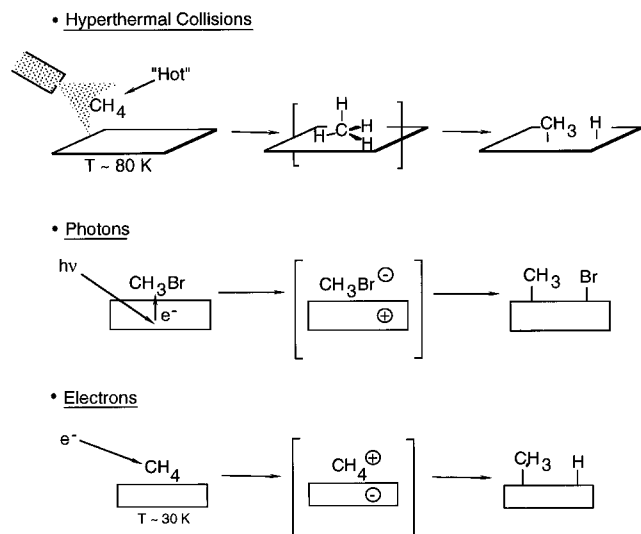 • Hyperthermal Collisions
"Hot"
CH4
T ~ 80 K
H
H C H
H
CH3 H
• Photons
hν
CH3Br
e-
CH3Br ⊖
⊕
CH3 Br
• Electrons
e-
CH4
T ~ 30 K
CH4 ⊕
⊖
CH3 H